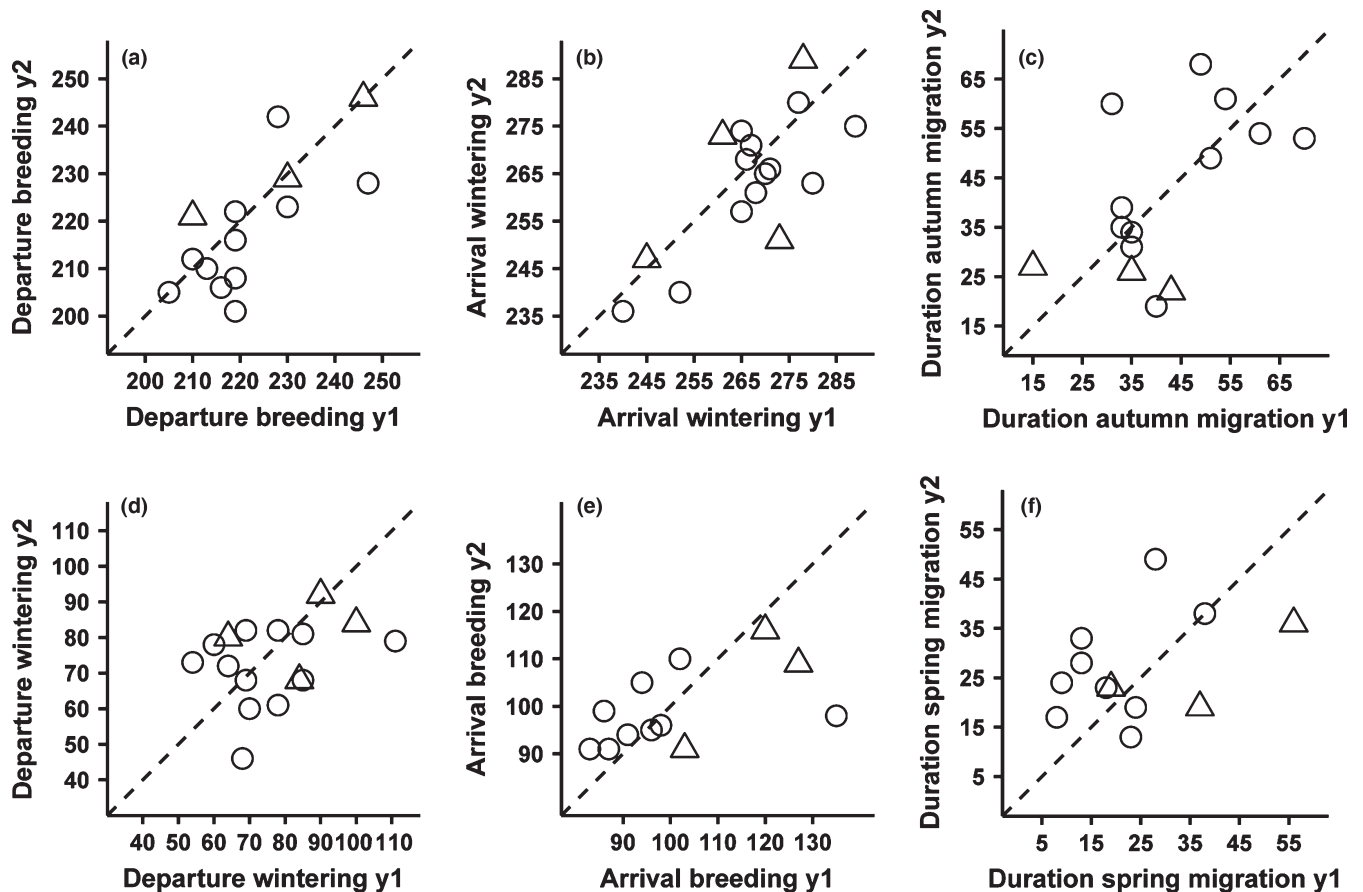 (a)
Departure breeding y2
250
240
230
220
210
200
200 210 220 230 240 250
Departure breeding y1
(b)
Arrival wintering y2
285
275
265
255
245
235
235 245 255 265 275 285
Arrival wintering y1
(c)
Duration autumn migration y2
65
55
45
35
25
15
15 25 35 45 55 65
Duration autumn migration y1
(d)
Departure wintering y2
110
100
90
80
70
60
50
40
40 50 60 70 80 90 100 110
Departure wintering y1
(e)
Arrival breeding y2
130
120
110
100
90
90 100 110 120 130
Arrival breeding y1
(f)
Duration spring migration y2
55
45
35
25
15
5
5 15 25 35 45 56
Duration spring migration y1